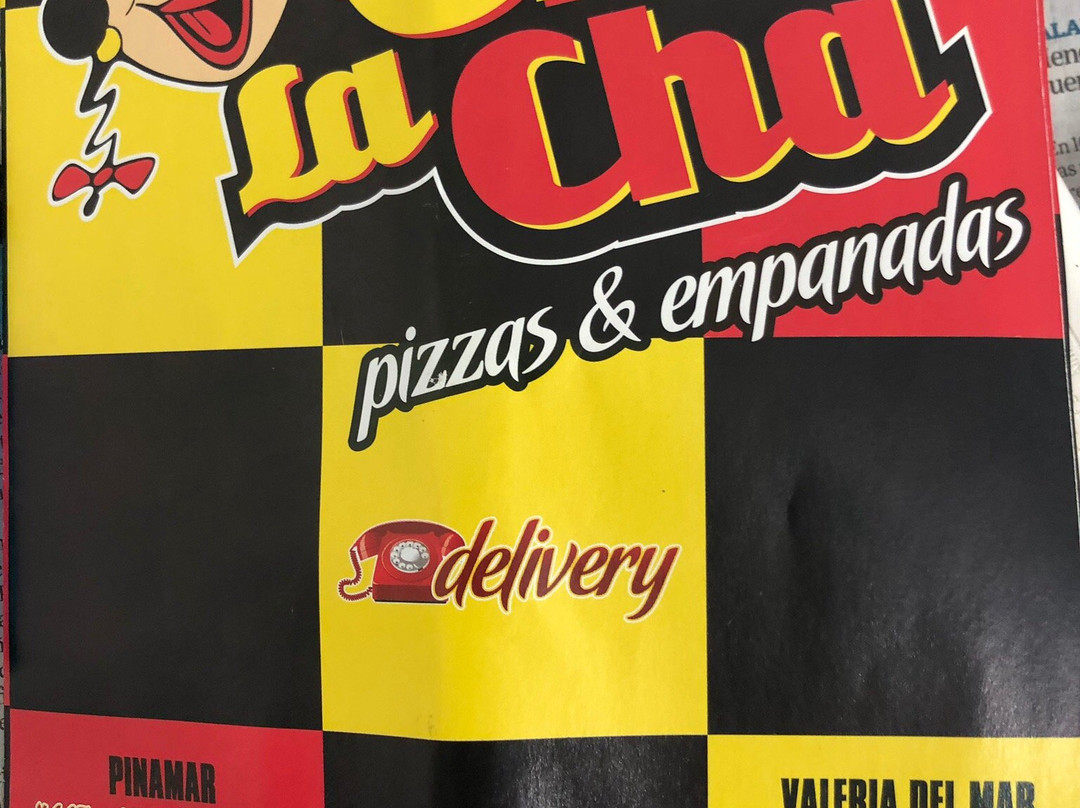 La Cha
pizzas & empanadas
delivery
PINAMAR
VALERIA DEL MAR